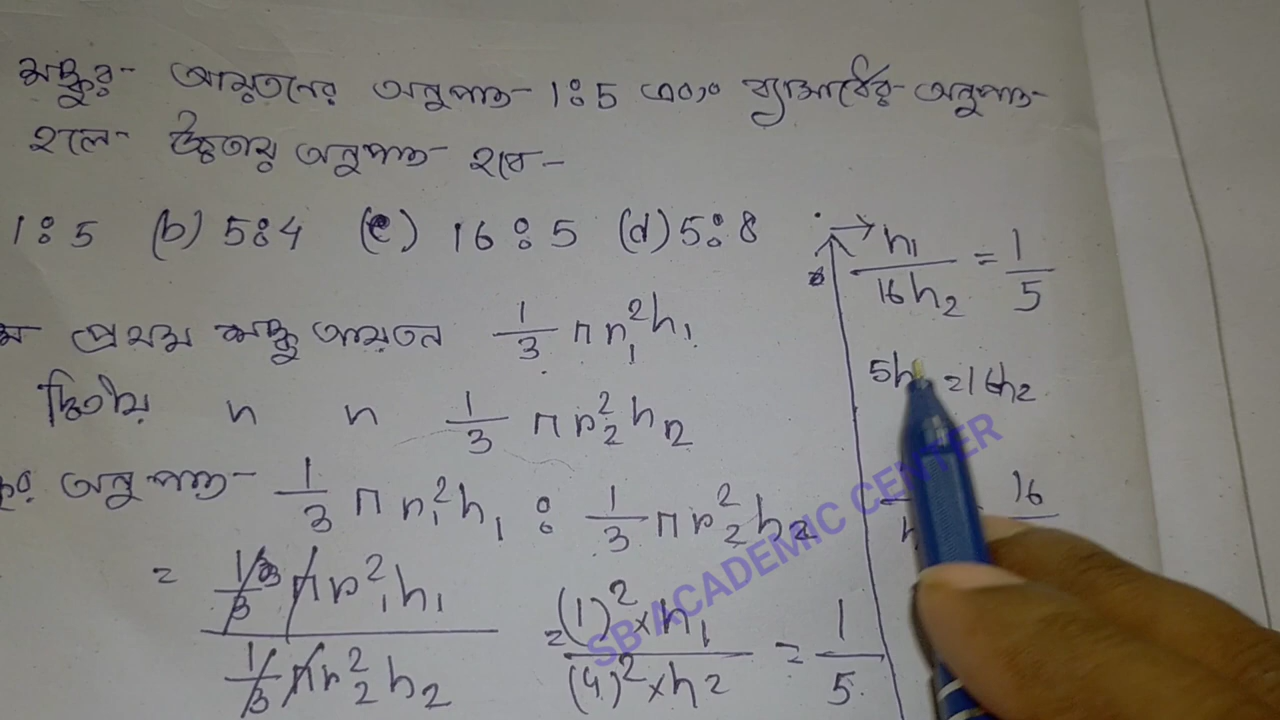 শঙ্কুর আয়তনের অনুপাত 1:5 এবং ব্যাসার্ধের অনুপাত
হলে উচ্চতার অনুপাত হবে-
1:5 (b) 5:4 (c) 16:5 (d) 5:8
প্রথম শঙ্কু আয়তন 1/3 πr₁²h₁
দ্বিতীয় " " 1/3 πr₂²h₂
অনুপাত 1/3 πr₁²h₁ : 1/3 πr₂²h₂
= 1/3 πr₁²h₁ / 1/3 πr₂²h₂
= (1)²×h₁ / (4)²×h₂ = 1/5
→ h₁/16h₂ = 1/5
5h =16h₂
16
SB ACADEMIC CENTER